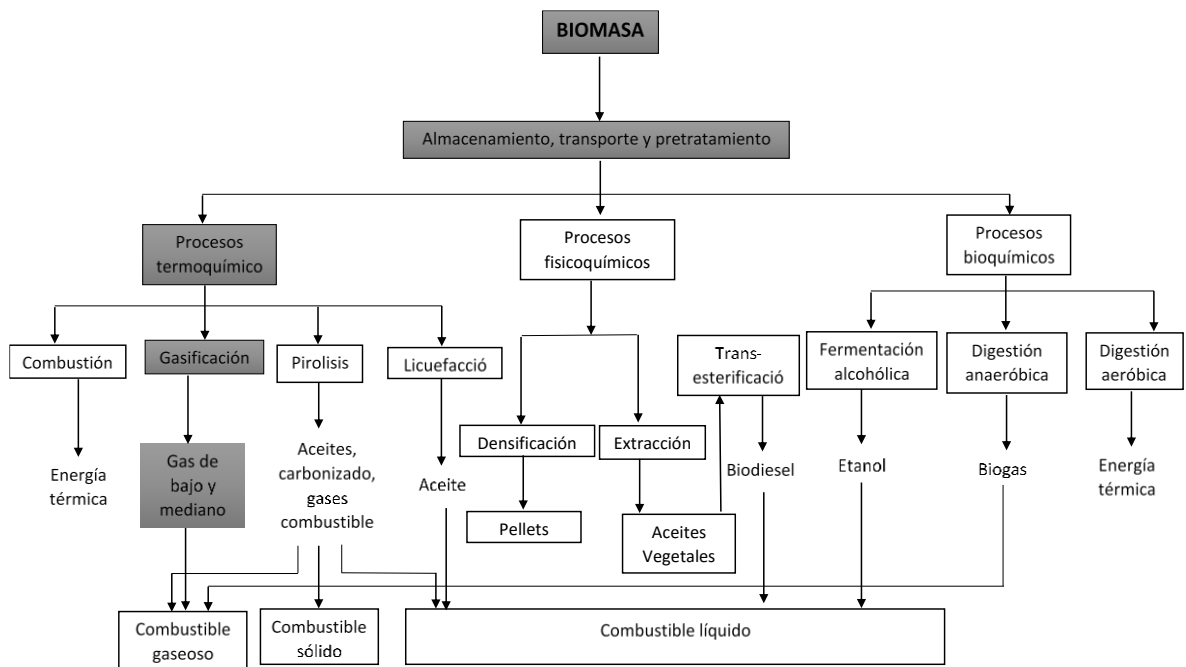 BIOMASA
Almacenamiento, transporte y pretratamiento
Procesos
termoquímico
Procesos
fisicoquímicos
Procesos
bioquímicos
Combustión
Gasificación
Pirolisis
Licuefacció
Trans-
esterificació
Fermentación
alcohólica
Digestión
anaeróbica
Digestión
aeróbica
Energía
térmica
Gas de
bajo y
mediano
Aceites,
carbonizado,
gases
combustible
Aceite
Densificación
Extracción
Biodiesel
Etanol
Biogas
Energía
térmica
Pellets
Aceites
Vegetales
Combustible
gaseoso
Combustible
sólido
Combustible líquido